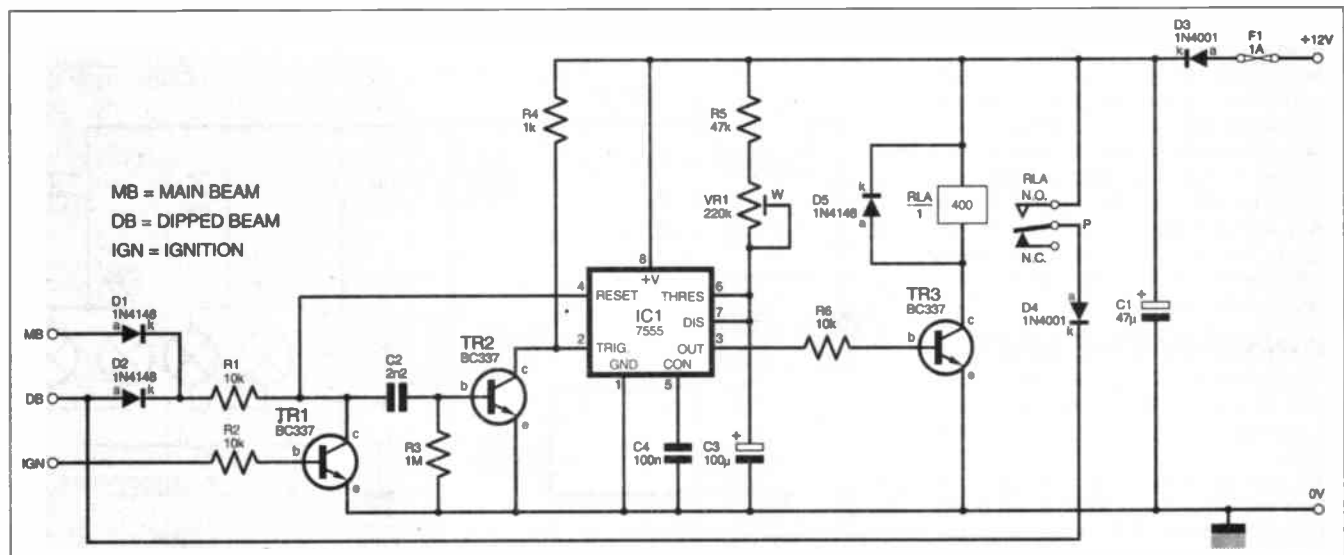 D3
1N4001
k
a
F1
1A
+12V
R4
1k
R5
47k
MB = MAIN BEAM
DB = DIPPED BEAM
IGN = IGNITION
VR1
220k
W
D5
1N4148
k
a
RLA
1
400
RLA
N.O.
P
N.C.
D1
1N4148
a
k
MB
D2
1N4148
a
k
DB
R1
10k
R2
10k
IGN
TR1
BC337
b
c
e
C2
2n2
R3
1M
TR2
BC337
b
c
e
8
+V
4
RESET
THRES
6
IC1
7555
DIS
7
2
TRIG.
OUT
3
GND
CON
1
5
R6
10k
TR3
BC337
b
c
e
D4
1N4001
a
k
+
C1
47µ
C4
100n
+
C3
100µ
0V